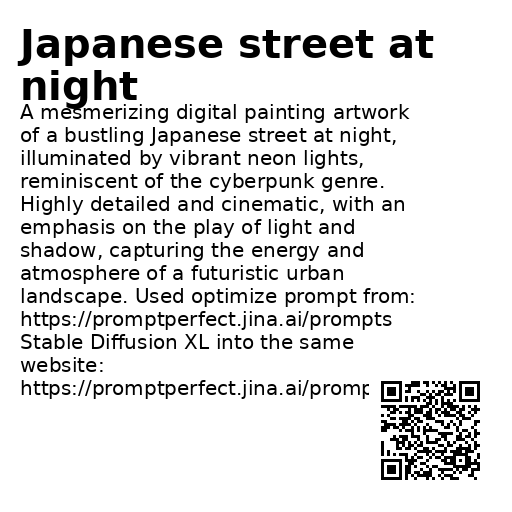 Japanese street at
night
A mesmerizing digital painting artwork
of a bustling Japanese street at night,
illuminated by vibrant neon lights,
reminiscent of the cyberpunk genre.
Highly detailed and cinematic, with an
emphasis on the play of light and
shadow, capturing the energy and
atmosphere of a futuristic urban
landscape. Used optimize prompt from:
https://promptperfect.jina.ai/prompts
Stable Diffusion XL into the same
website:
https://promptperfect.jina.ai/promp